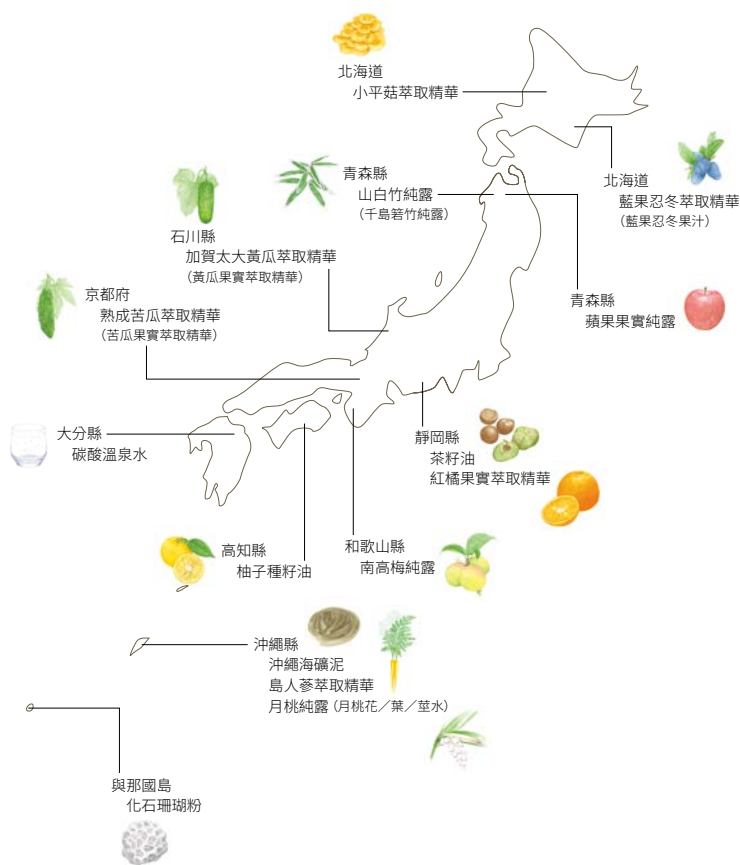 北海道
小平菇萃取精華
北海道
藍果忍冬萃取精華
(藍果忍冬果汁)
青森縣
山白竹純露
(千島箬竹純露)
石川縣
加賀太大黃瓜萃取精華
(黃瓜果實萃取精華)
青森縣
蘋果果實純露
京都府
熟成苦瓜萃取精華
(苦瓜果實萃取精華)
大分縣
碳酸溫泉水
靜岡縣
茶籽油
紅橘果實萃取精華
高知縣
柚子種籽油
和歌山縣
南高梅純露
沖繩縣
沖繩海礦泥
島人蔘萃取精華
月桃純露(月桃花/葉/莖水)
與那國島
化石珊瑚粉